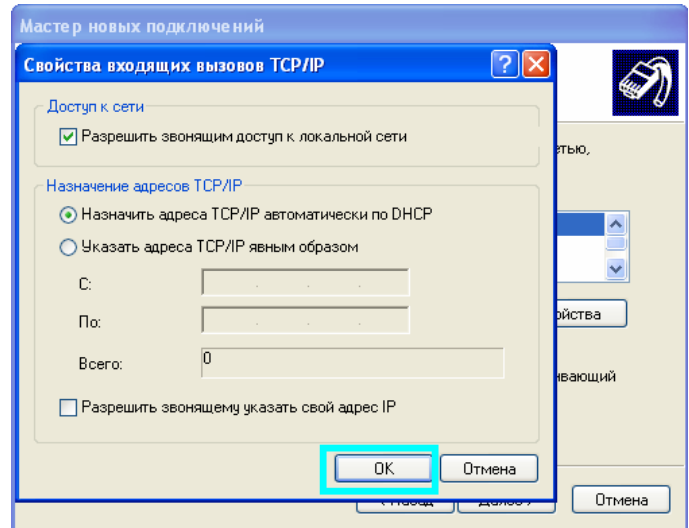 Мастер новых подключений
Свойства входящих вызовов TCP/IP
Доступ к сети
Разрешить звонящим доступ к локальной сети
этью,
Назначение адресов TCP/IP
Назначить адреса TCP/IP автоматически по DHCP
Указать адреса TCP/IP явным образом
С:
По:
ойства
Всего:
0
ивающий
Разрешить звонящему указать свой адрес IP
OK
Отмена
Отмена